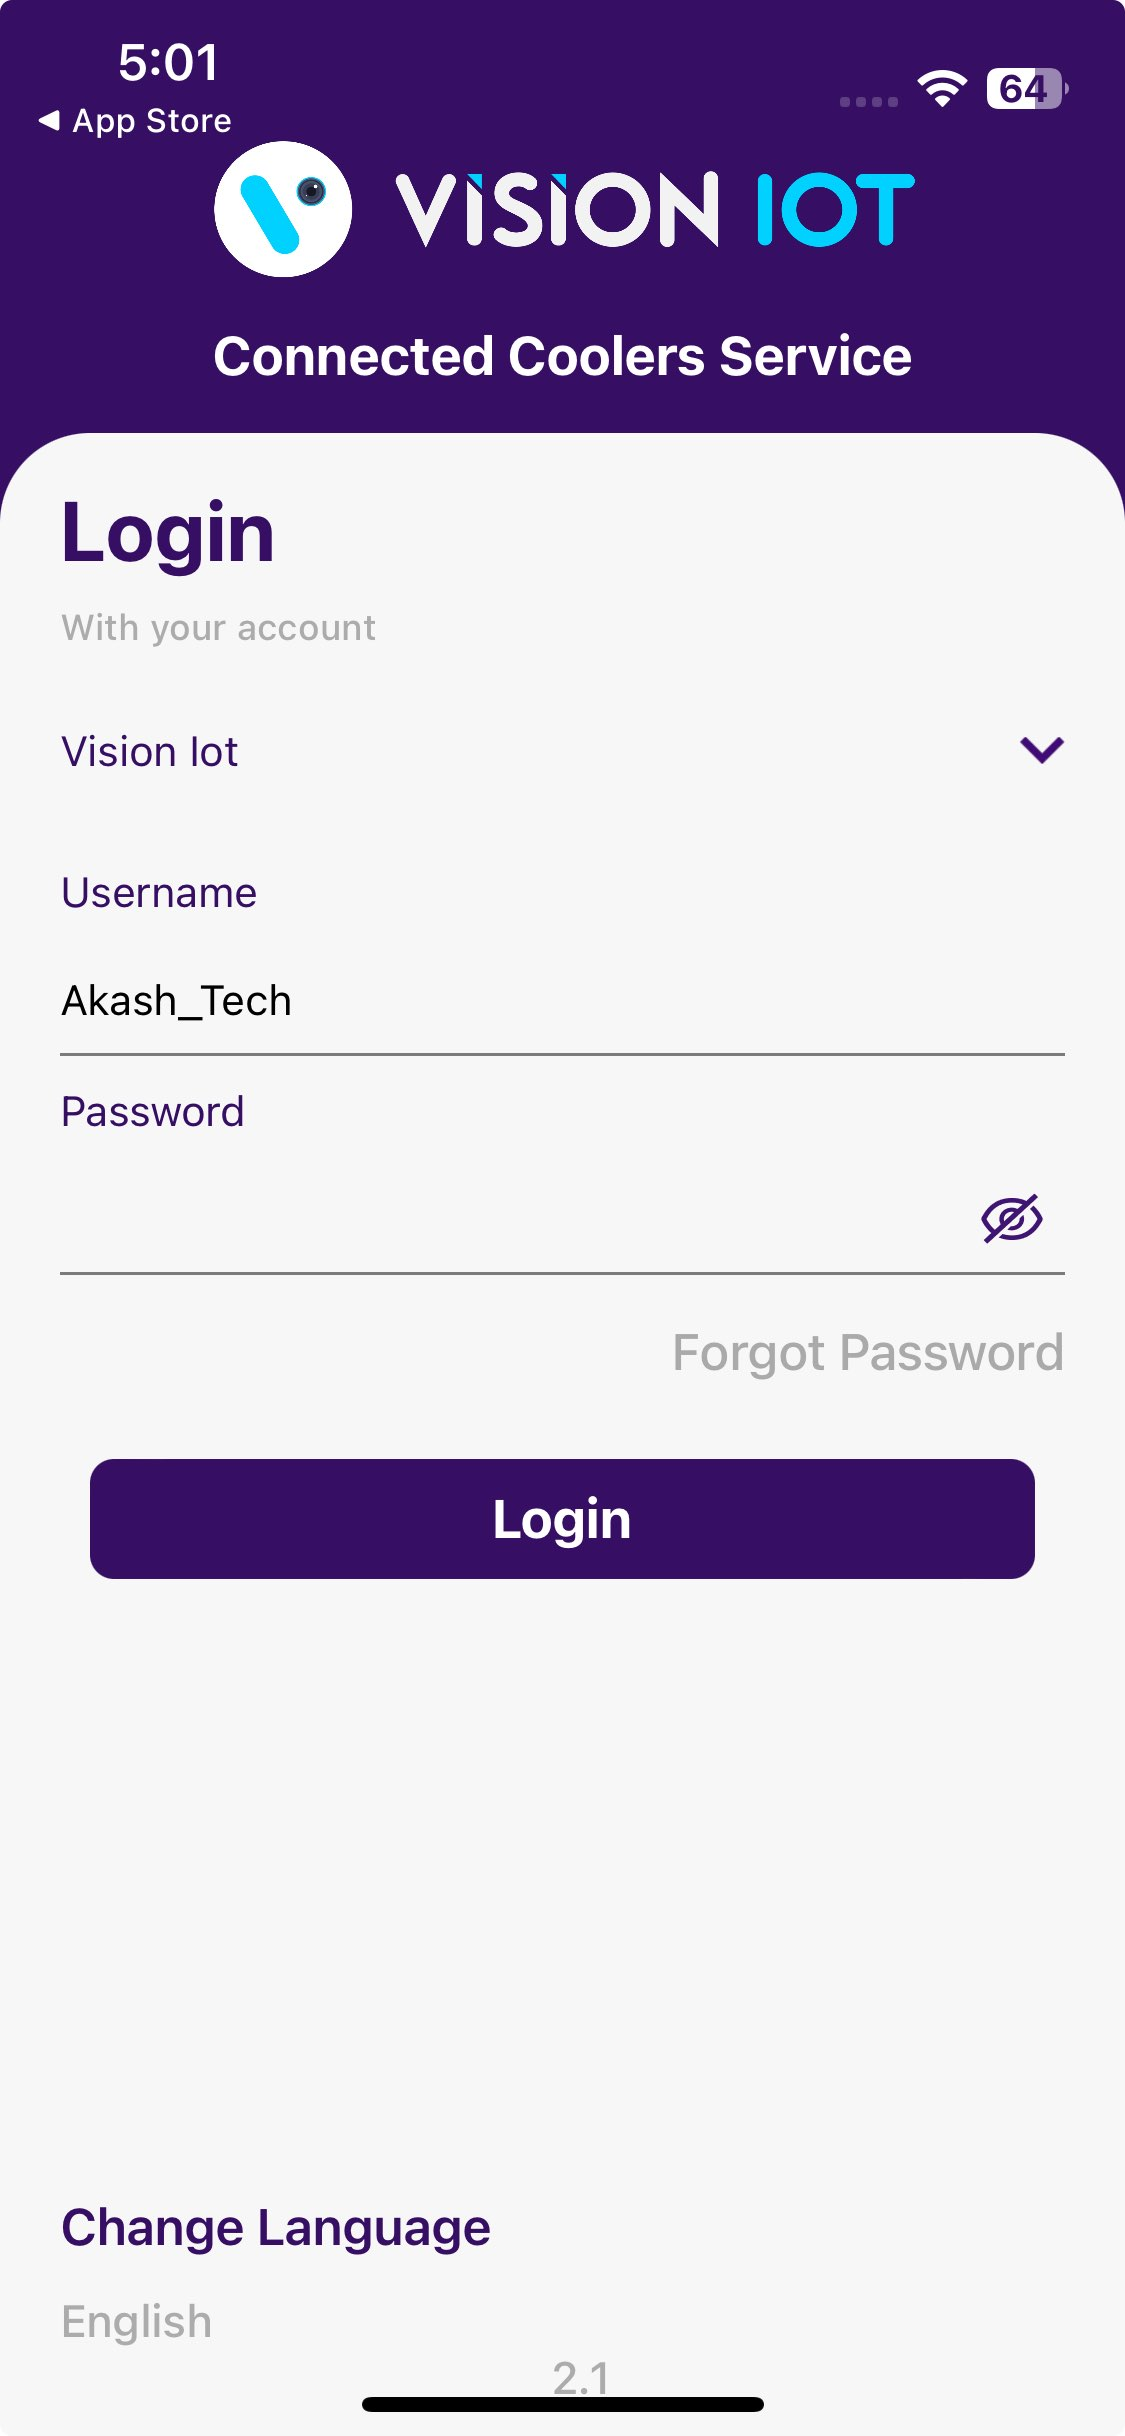 5:01
64
◀ App Store
VISION IOT
Connected Coolers Service
Login
With your account
Vision Iot
Username
Akash_Tech
Password
Forgot Password
Login
Change Language
English
2.1